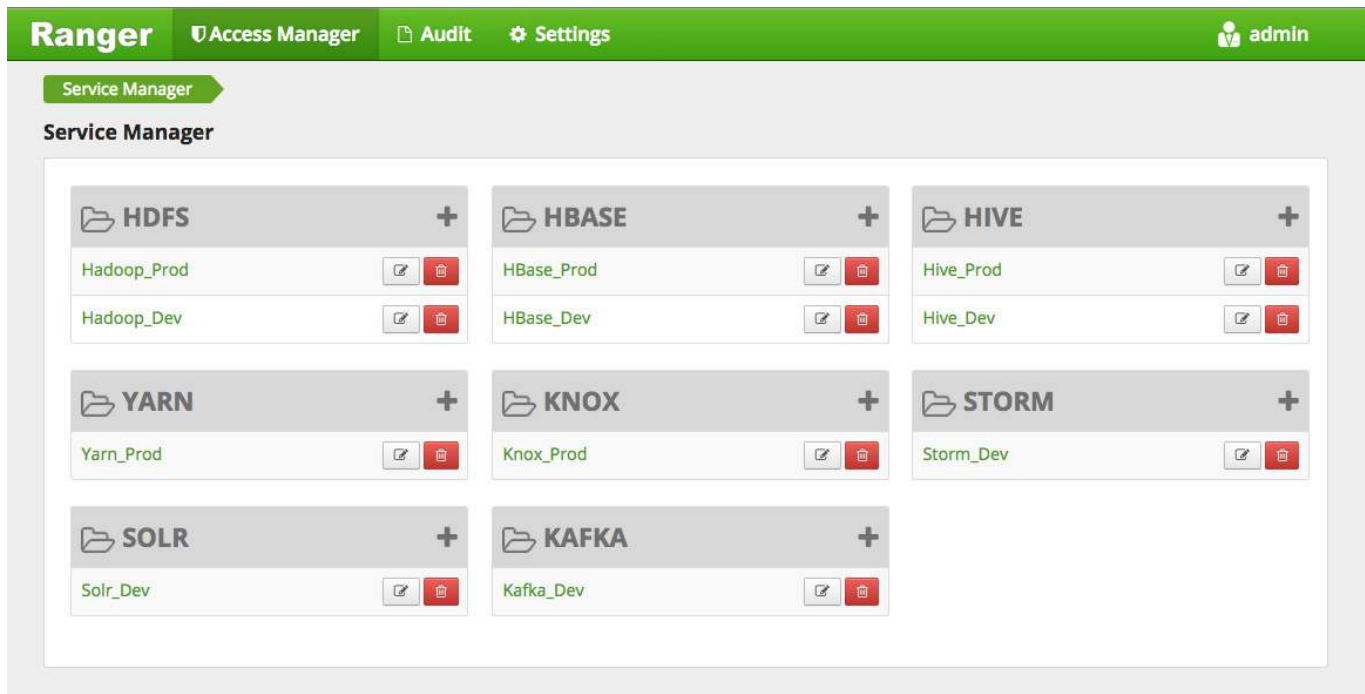 Ranger Access Manager Audit Settings admin
Service Manager
Service Manager
HDFS HBASE HIVE
Hadoop_Prod HBase_Prod Hive_Prod
Hadoop_Dev HBase_Dev Hive_Dev
YARN KNOX STORM
Yarn_Prod Knox_Prod Storm_Dev
SOLR KAFKA
Solr_Dev Kafka_Dev